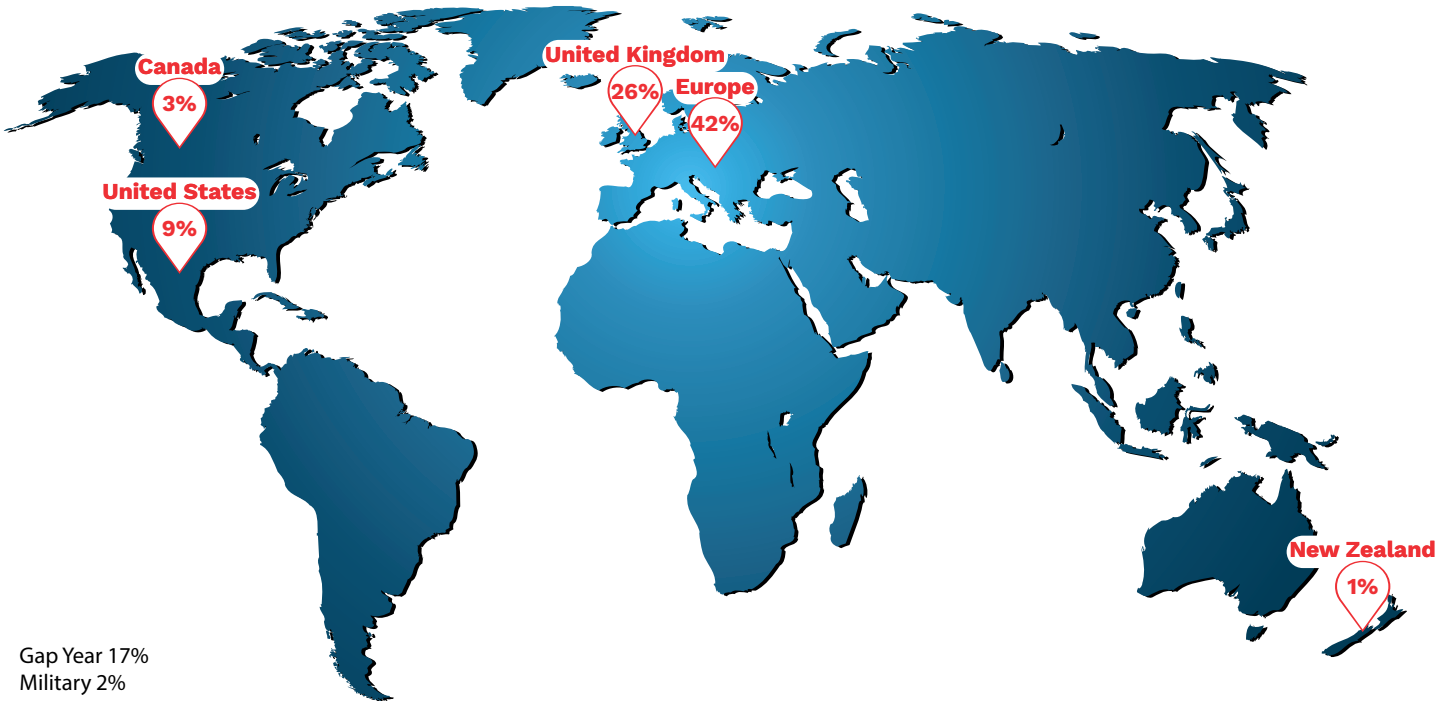 United Kingdom
26%
Canada
3%
Europe
42%
United States
9%
New Zealand
1%
Gap Year 17%
Military 2%